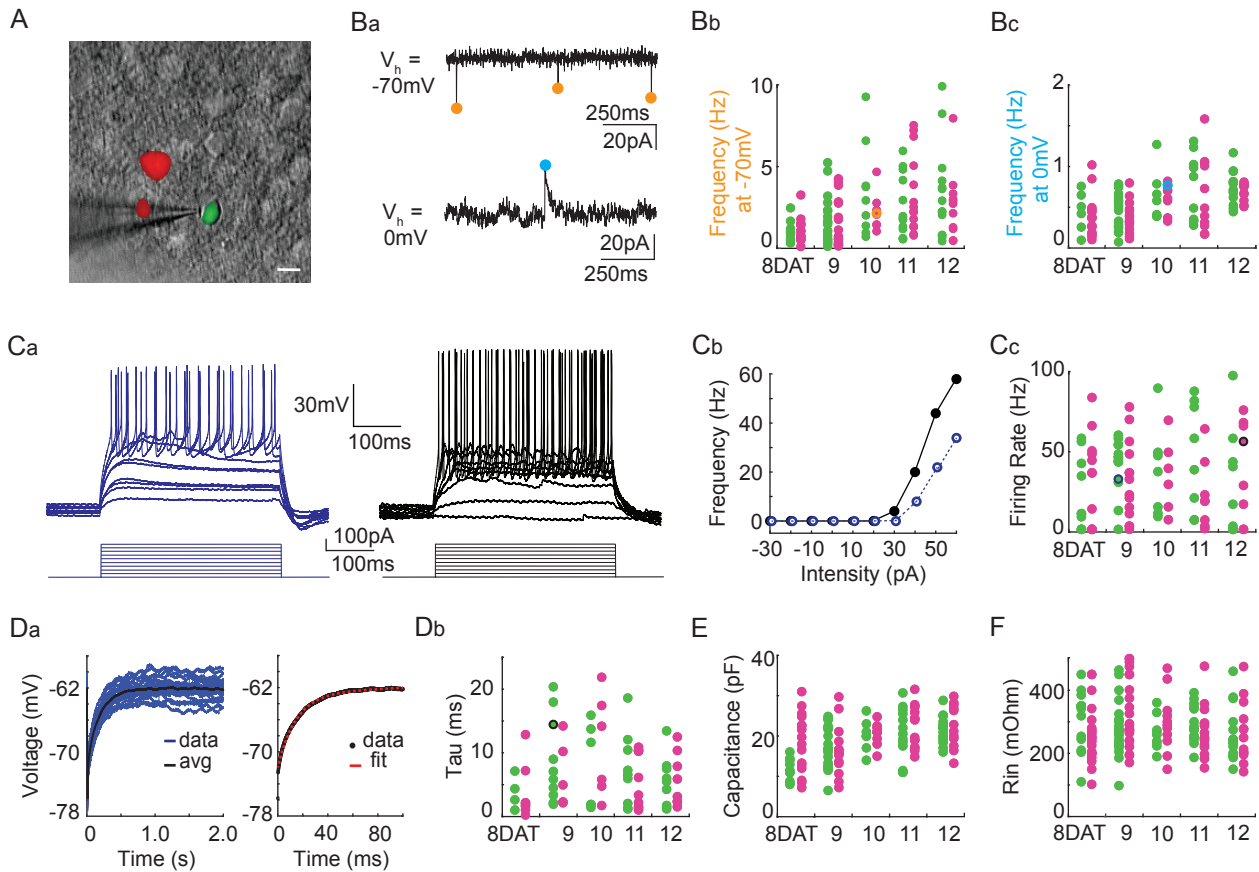 A
Ba
V_h = -70mV
250ms
20pA
V_h = 0mV
20pA
250ms
Bb
Frequency (Hz)
at -70mV
10
5
0
8DAT 9 10 11 12
Bc
Frequency (Hz)
at 0mV
2
1
0
8DAT 9 10 11 12
Ca
30mV
100ms
100pA
100ms
Cb
Frequency (Hz)
60
40
20
0
-30 -10 10 30 50
Intensity (pA)
Cc
Firing Rate (Hz)
100
50
0
8DAT 9 10 11 12
Da
Voltage (mV)
-62
-70
-78
data
avg
0 1.0 2.0
Time (s)
-62
-70
-78
data
fit
0 40 80
Time (ms)
Db
Tau (ms)
20
10
0
8DAT 9 10 11 12
E
Capacitance (pF)
40
20
0
8DAT 9 10 11 12
F
Rin (mOhm)
400
200
0
8DAT 9 10 11 12